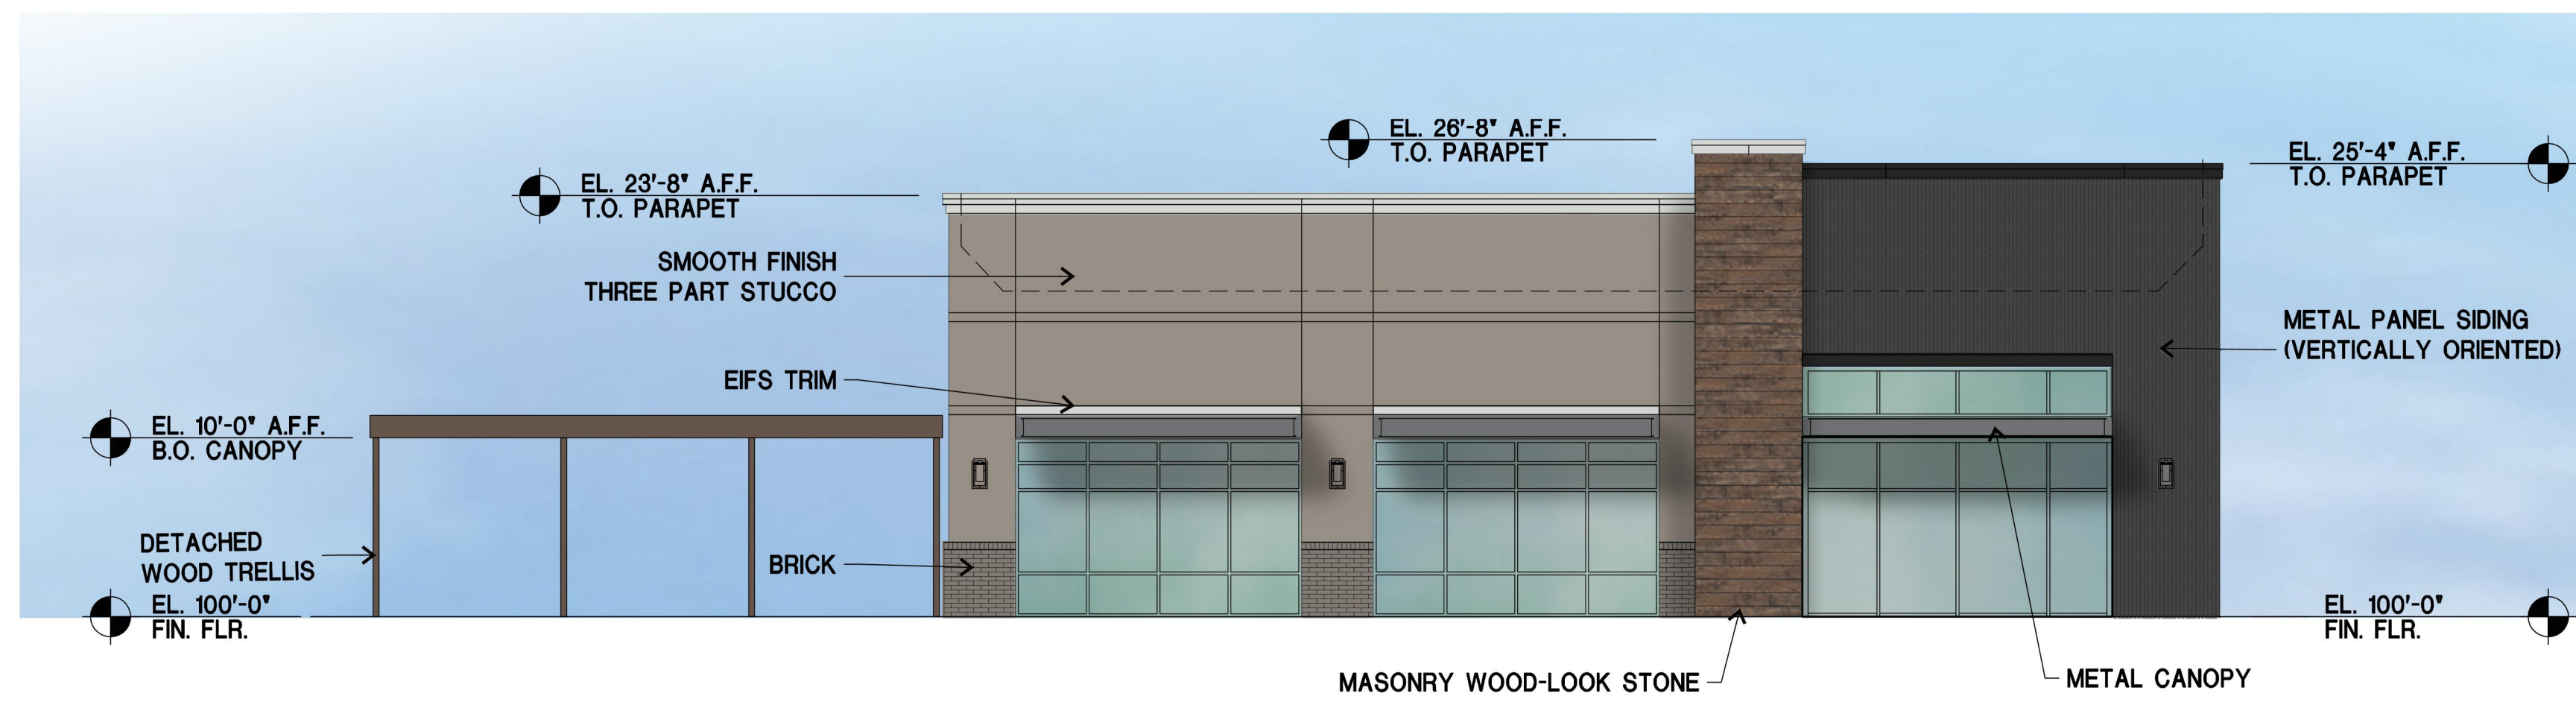 EL. 26'-8" A.F.F.
T.O. PARAPET
EL. 25'-4" A.F.F.
T.O. PARAPET
EL. 23'-8" A.F.F.
T.O. PARAPET
SMOOTH FINISH
THREE PART STUCCO
METAL PANEL SIDING
(VERTICALLY ORIENTED)
EIFS TRIM
EL. 10'-0" A.F.F.
B.O. CANOPY
DETACHED
WOOD TRELLIS
BRICK
EL. 100'-0"
FIN. FLR.
EL. 100'-0"
FIN. FLR.
MASONRY WOOD-LOOK STONE
METAL CANOPY